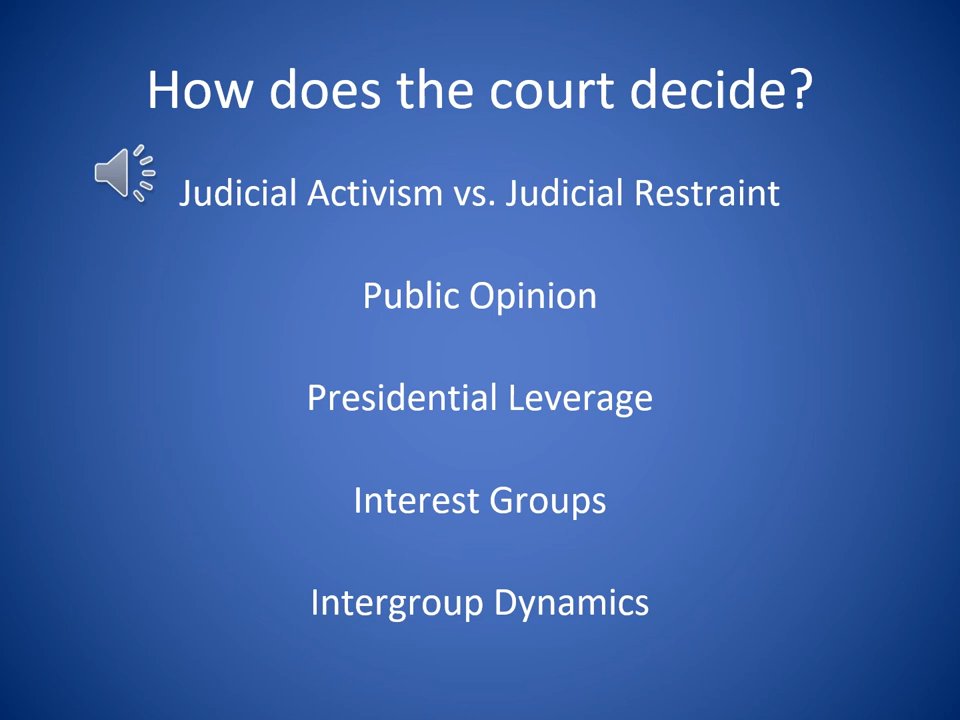 How does the court decide?
Judicial Activism vs. Judicial Restraint
Public Opinion
Presidential Leverage
Interest Groups
Intergroup Dynamics